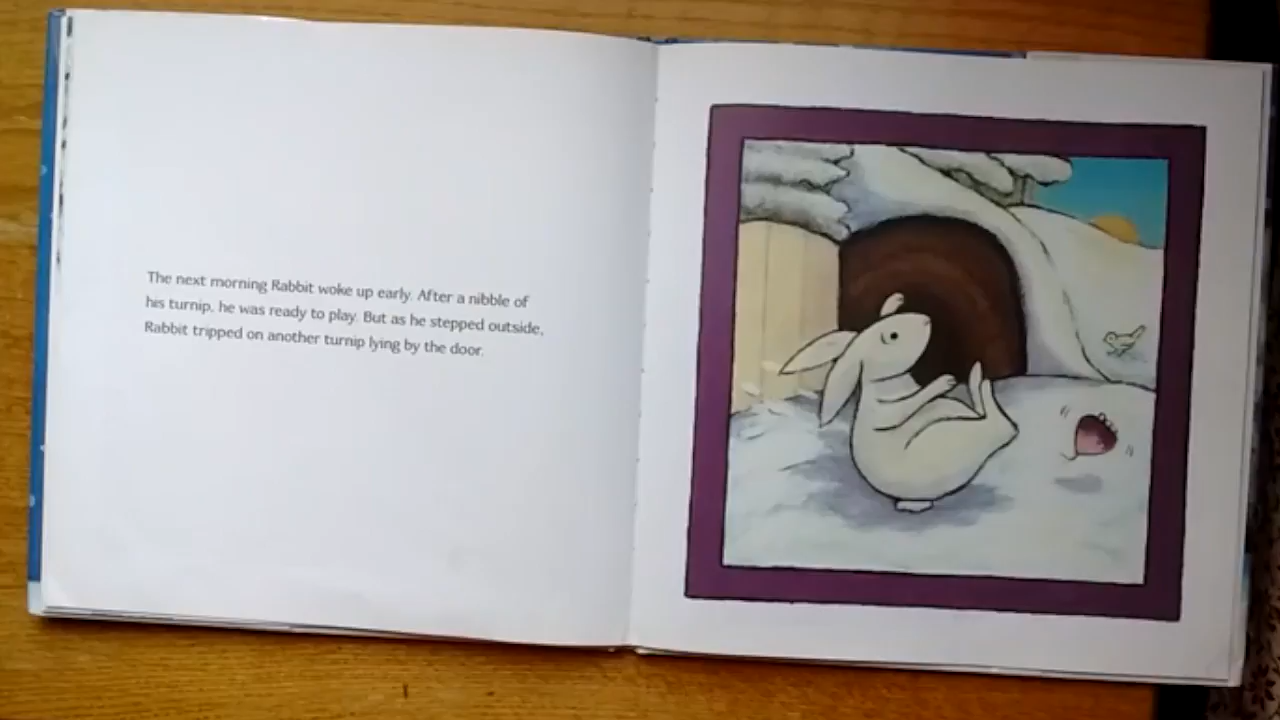 The next morning Rabbit woke up early. After a nibble of
his turnip, he was ready to play. But as he stepped outside,
Rabbit tripped on another turnip lying by the door.